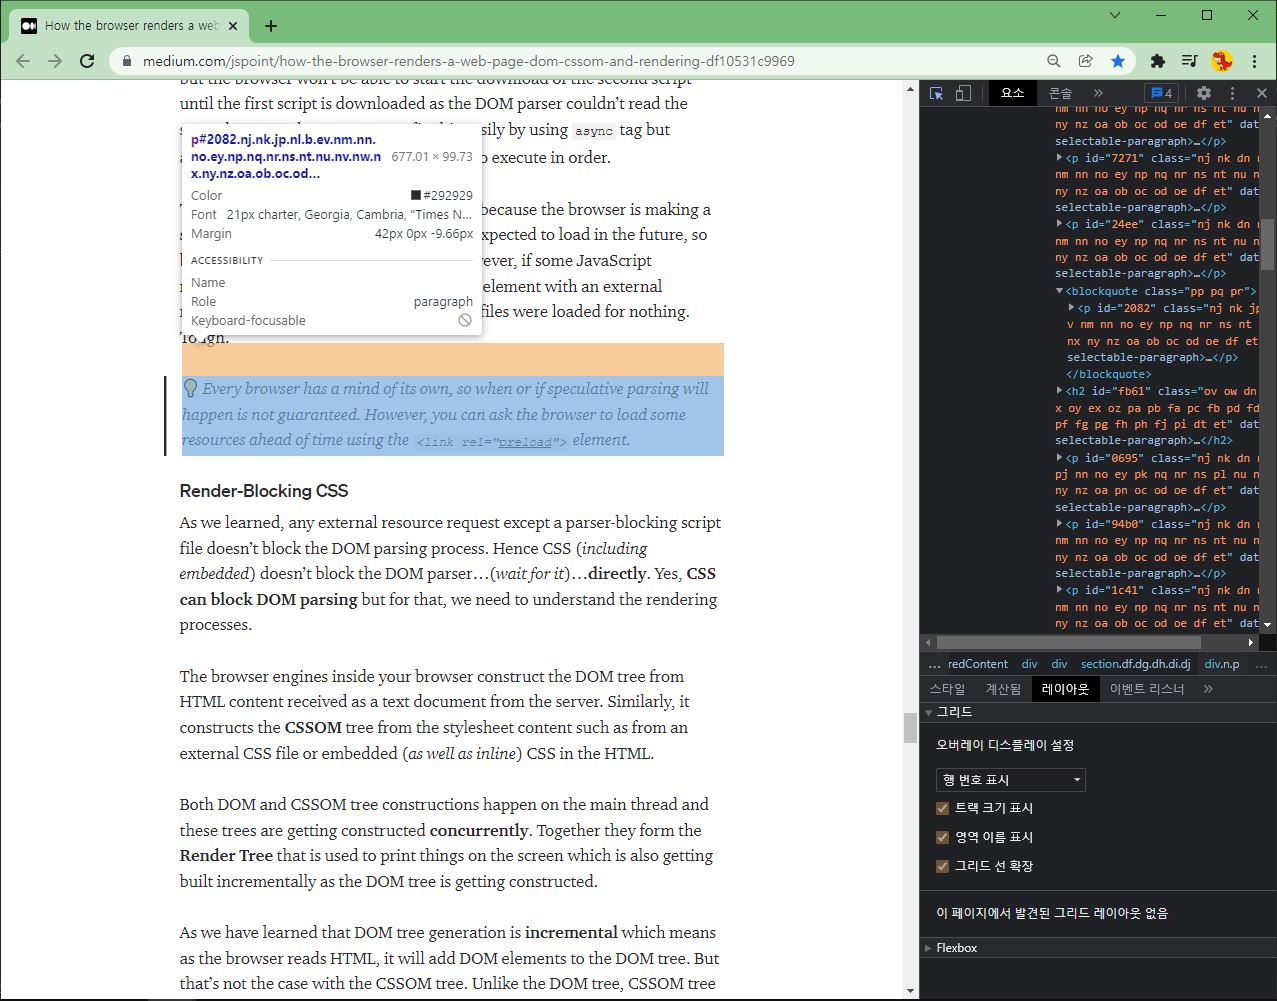 How the browser renders a web
medium.com/jspoint/how-the-browser-renders-a-web-page-dom-cssom-and-rendering-df10531c9969
but the browser won't be able to start the download of the second script
until the first script is downloaded as the DOM parser couldn't read the
sily by using async tag but
o execute in order.
because the browser is making a
xpected to load in the future, so
ever, if some JavaScript
element with an external
files were loaded for nothing.
Tough.
p#2082.nj.nk.jp.nl.b.ev.nm.nn.
no.ey.np.nq.nr.ns.nt.nu.nv.nw.n
x.ny.nz.oa.ob.oc.od...
677.01 × 99.73
Color #292929
Font 21px charter, Georgia, Cambria, "Times N...
Margin 42px 0px -9.66px
ACCESSIBILITY
Name
Role paragraph
Keyboard-focusable
Every browser has a mind of its own, so when or if speculative parsing will
happen is not guaranteed. However, you can ask the browser to load some
resources ahead of time using the <link rel="preload"> element.
Render-Blocking CSS
As we learned, any external resource request except a parser-blocking script
file doesn't block the DOM parsing process. Hence CSS (including
embedded) doesn't block the DOM parser…(wait for it)…directly. Yes, CSS
can block DOM parsing but for that, we need to understand the rendering
processes.
The browser engines inside your browser construct the DOM tree from
HTML content received as a text document from the server. Similarly, it
constructs the CSSOM tree from the stylesheet content such as from an
external CSS file or embedded (as well as inline) CSS in the HTML.
Both DOM and CSSOM tree constructions happen on the main thread and
these trees are getting constructed concurrently. Together they form the
Render Tree that is used to print things on the screen which is also getting
built incrementally as the DOM tree is getting constructed.
As we have learned that DOM tree generation is incremental which means
as the browser reads HTML, it will add DOM elements to the DOM tree. But
that's not the case with the CSSOM tree. Unlike the DOM tree, CSSOM tree
요소 콘솔 » 4
nm nn no ey np nq nr ns nt nu n
ny nz oa ob oc od oe df et" dat
selectable-paragraph>…</p>
<p id="7271" class="nj nk dn
nm nn no ey np nq nr ns nt nu n
ny nz oa ob oc od oe df et" dat
selectable-paragraph>…</p>
<p id="24ee" class="nj nk dn
nm nn no ey np nq nr ns nt nu n
ny nz oa ob oc od oe df et" dat
selectable-paragraph>…</p>
<blockquote class="pp pq pr">
<p id="2082" class="nj nk jp
v nm nn no ey np nq nr ns nt
nx ny nz oa ob oc od oe df et
selectable-paragraph>…</p>
</blockquote>
<h2 id="fb61" class="ov ow dn
x oy ex oz pa pb fa pc fb pd fd
pf fg pg fh ph fj pi dt et" dat
selectable-paragraph>…</h2>
<p id="0695" class="nj nk dn
pj nn no ey pk nq nr ns pl nu n
ny nz oa pn oc od oe df et" dat
selectable-paragraph>…</p>
<p id="94b0" class="nj nk dn
nm nn no ey np nq nr ns nt nu n
ny nz oa ob oc od oe df et" dat
selectable-paragraph>…</p>
<p id="1c41" class="nj nk dn
nm nn no ey np nq nr ns nt nu n
ny nz oa ob oc od oe df et" dat
... redContent div div section.df.dg.dh.di.dj div.n.p ...
스타일 계산됨 레이아웃 이벤트 리스너 »
그리드
오버레이 디스플레이 설정
행 번호 표시
트랙 크기 표시
영역 이름 표시
그리드 선 확장
이 페이지에서 발견된 그리드 레이아웃 없음
Flexbox